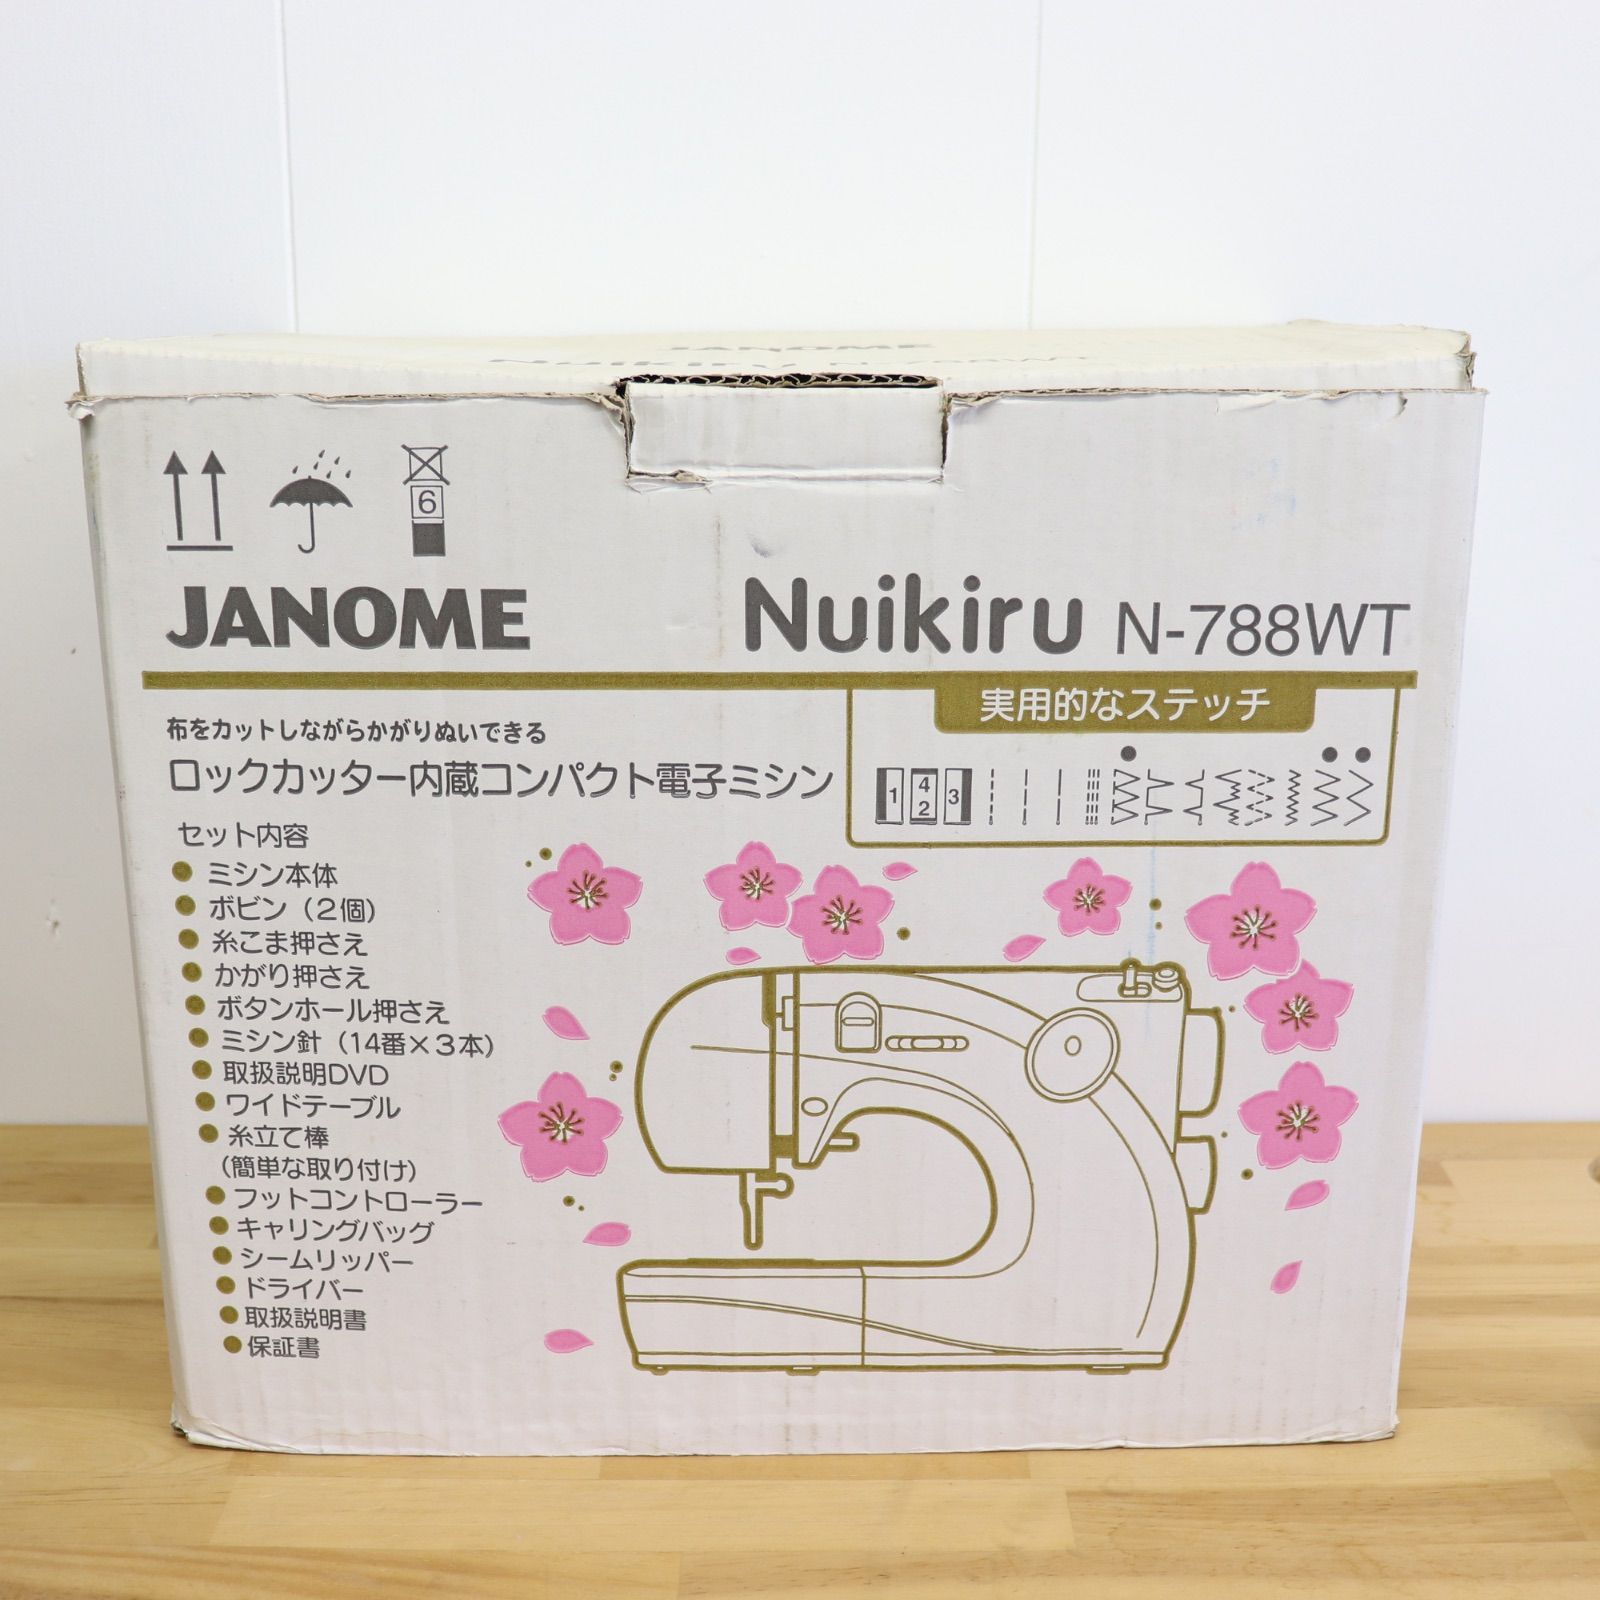 JANOME
Nuikiru N-788WT
6
JANOME
Nuikiru N-788WT
布をカットしながらかがりぬいできる
ロックカッター内蔵コンパクト電子ミシン
実用的なステッチ
1 4 2 3
セット内容
● ミシン本体
● ボビン（2個）
● 糸こま押さえ
● かがり押さえ
● ボタンホール押さえ
● ミシン針（14番×3本）
● 取扱説明DVD
● ワイドテーブル
● 糸立て棒
（簡単な取り付け）
● フットコントローラー
● キャリングバッグ
● シームリッパー
● ドライバー
● 取扱説明書
● 保証書